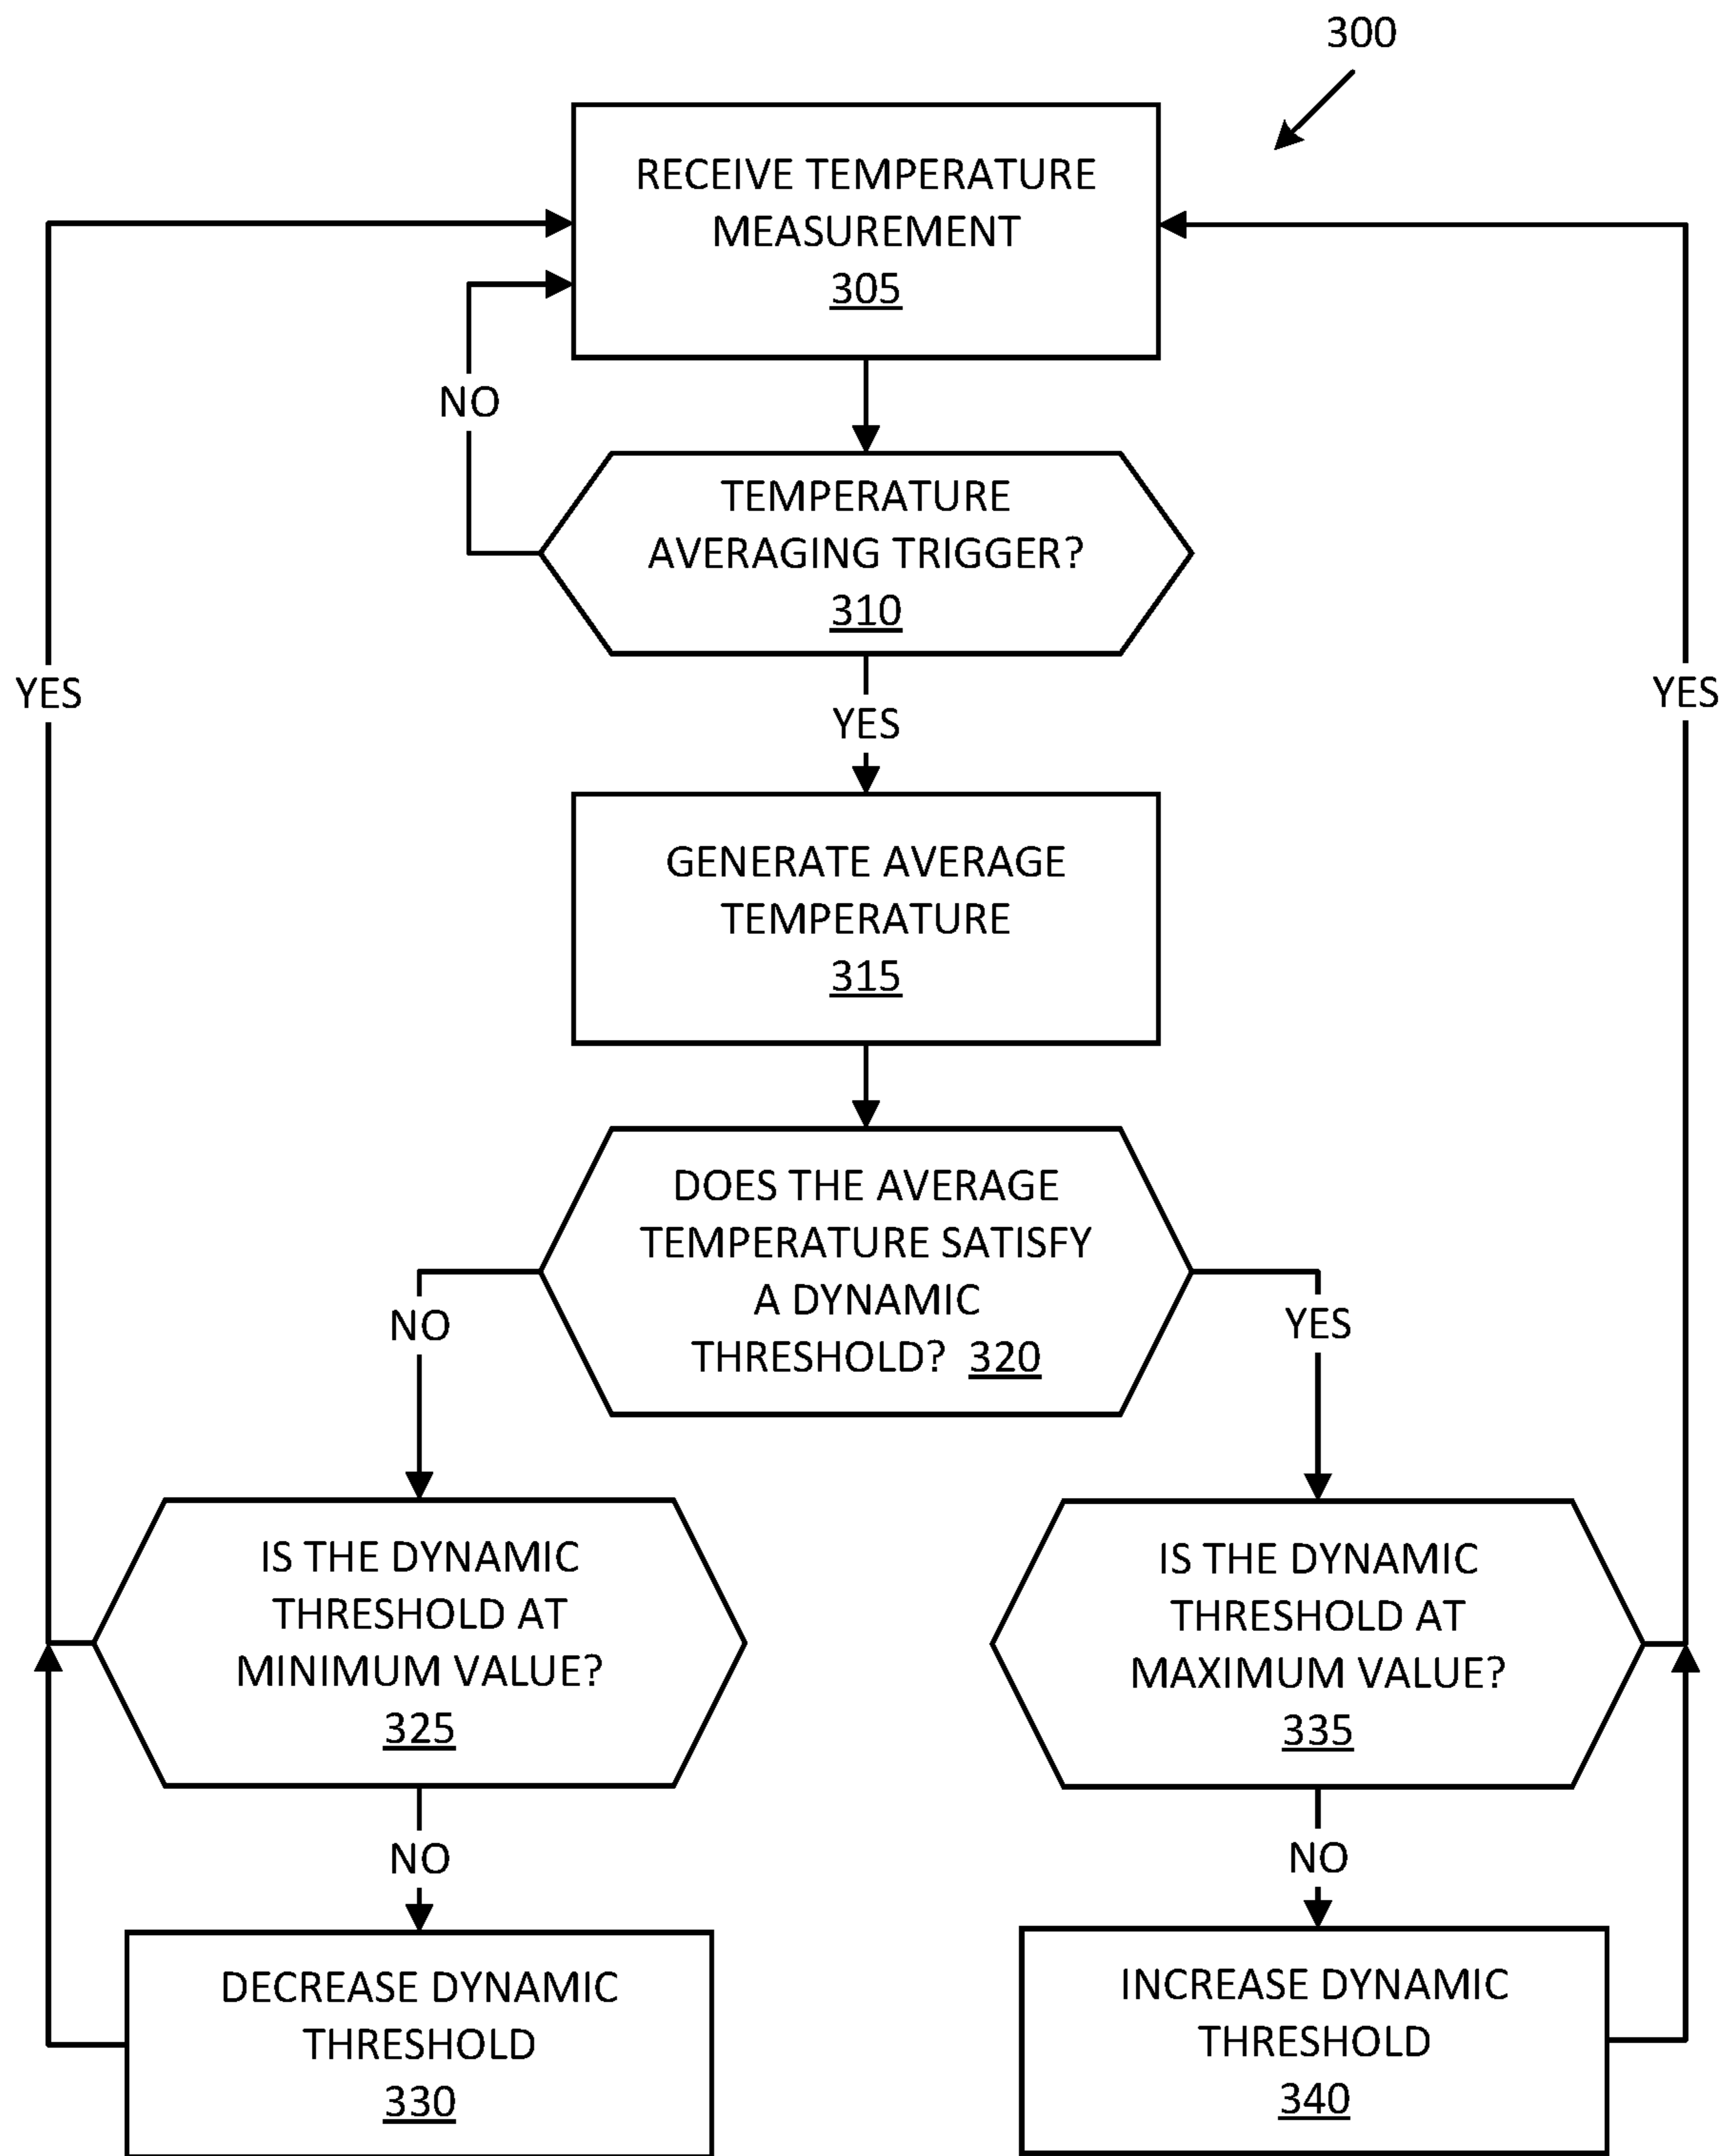 300
RECEIVE TEMPERATURE
MEASUREMENT
305
NO
TEMPERATURE
AVERAGING TRIGGER?
310
YES
YES
YES
GENERATE AVERAGE
TEMPERATURE
315
DOES THE AVERAGE
TEMPERATURE SATISFY
A DYNAMIC
THRESHOLD? 320
NO
YES
IS THE DYNAMIC
THRESHOLD AT
MINIMUM VALUE?
325
IS THE DYNAMIC
THRESHOLD AT
MAXIMUM VALUE?
335
NO
NO
DECREASE DYNAMIC
THRESHOLD
330
INCREASE DYNAMIC
THRESHOLD
340